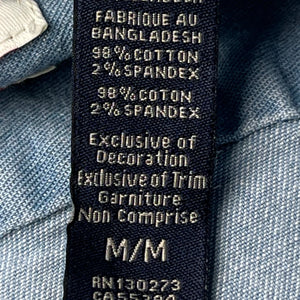 FABRIQUE AU
BANGLADESH
98% COTTON
2% SPANDEX
98% COTON
2% SPANDEX
Exclusive of
Decoration
Exclusive of Trim
Garniture
Non Comprise
M/M
RN130273